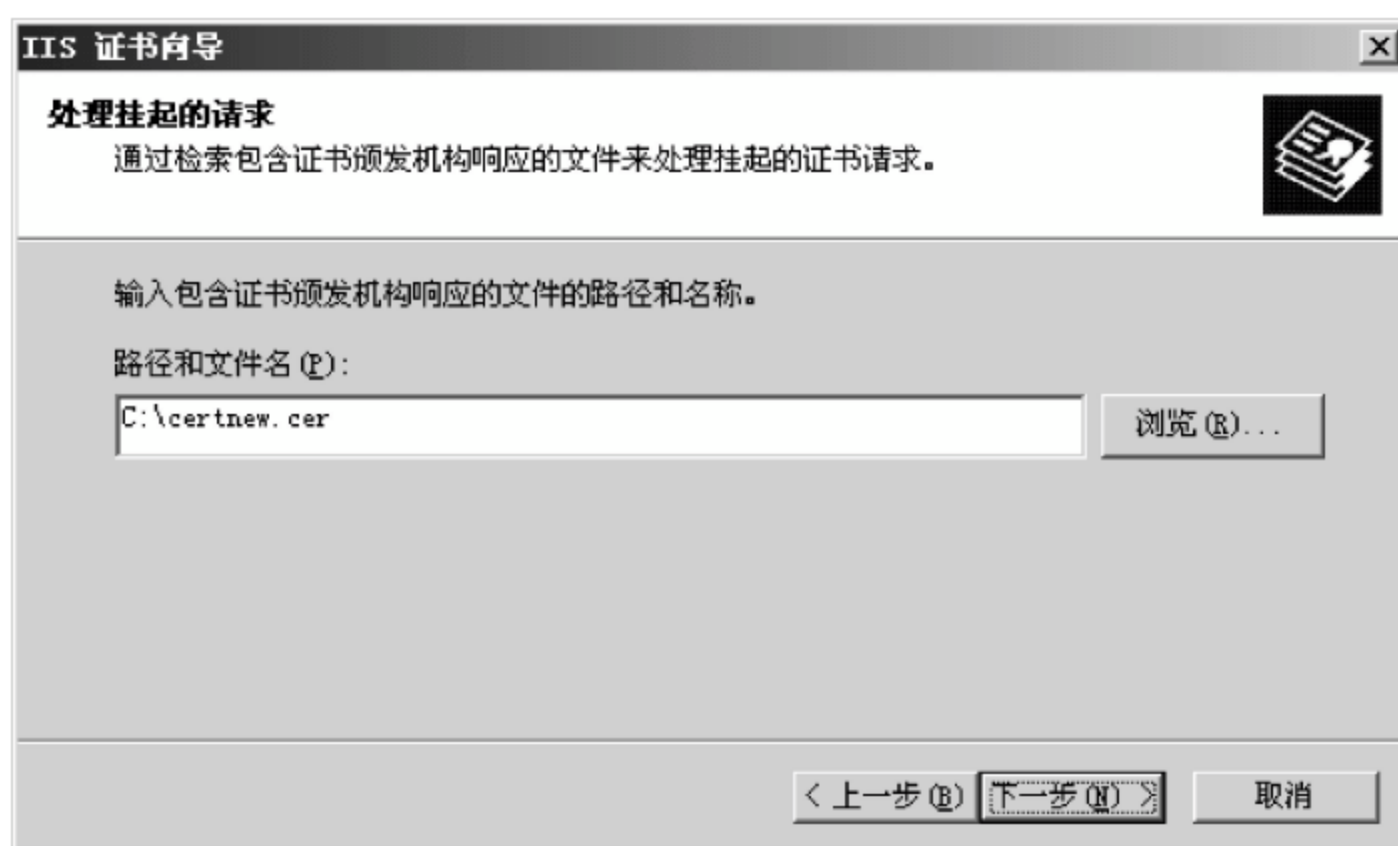 IIS 证书向导
处理挂起的请求
通过检索包含证书颁发机构响应的文件来处理挂起的证书请求。
输入包含证书颁发机构响应的文件的路径和名称。
路径和文件名(P):
C:\certnew.cer
浏览(R)...
< 上一步(B) 下一步(N) > 取消